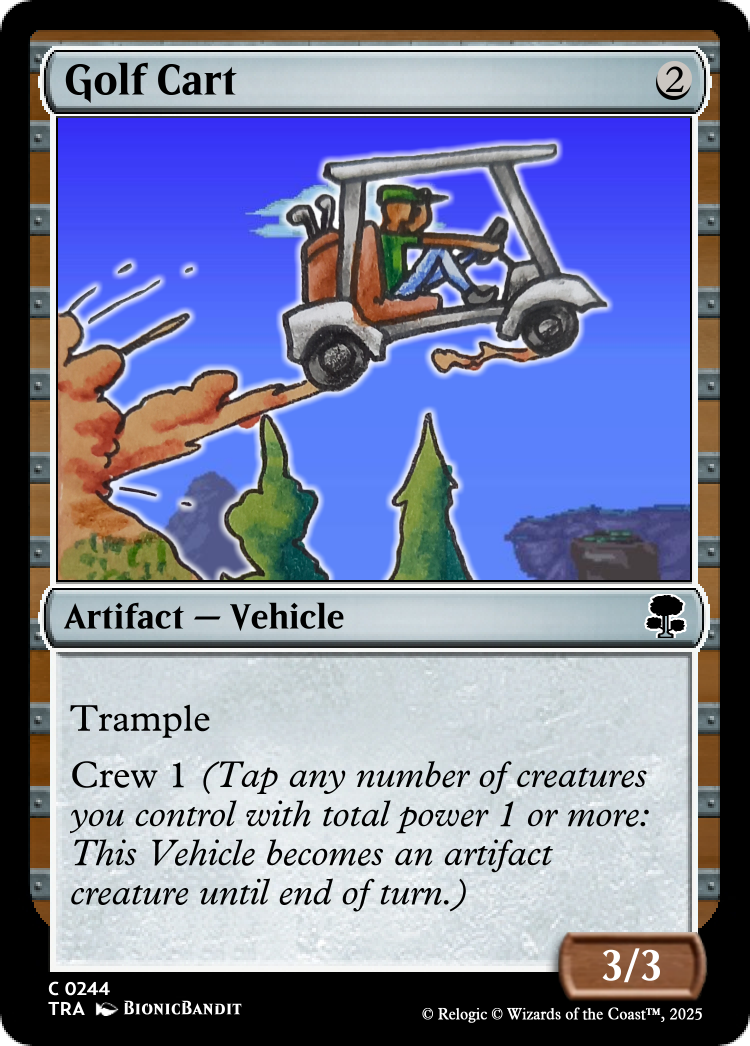 Golf Cart 2
Artifact — Vehicle
Trample
Crew 1 (Tap any number of creatures
you control with total power 1 or more:
This Vehicle becomes an artifact
creature until end of turn.)
3/3
C 0244
TRA BionicBandit
© Relogic © Wizards of the Coast™, 2025